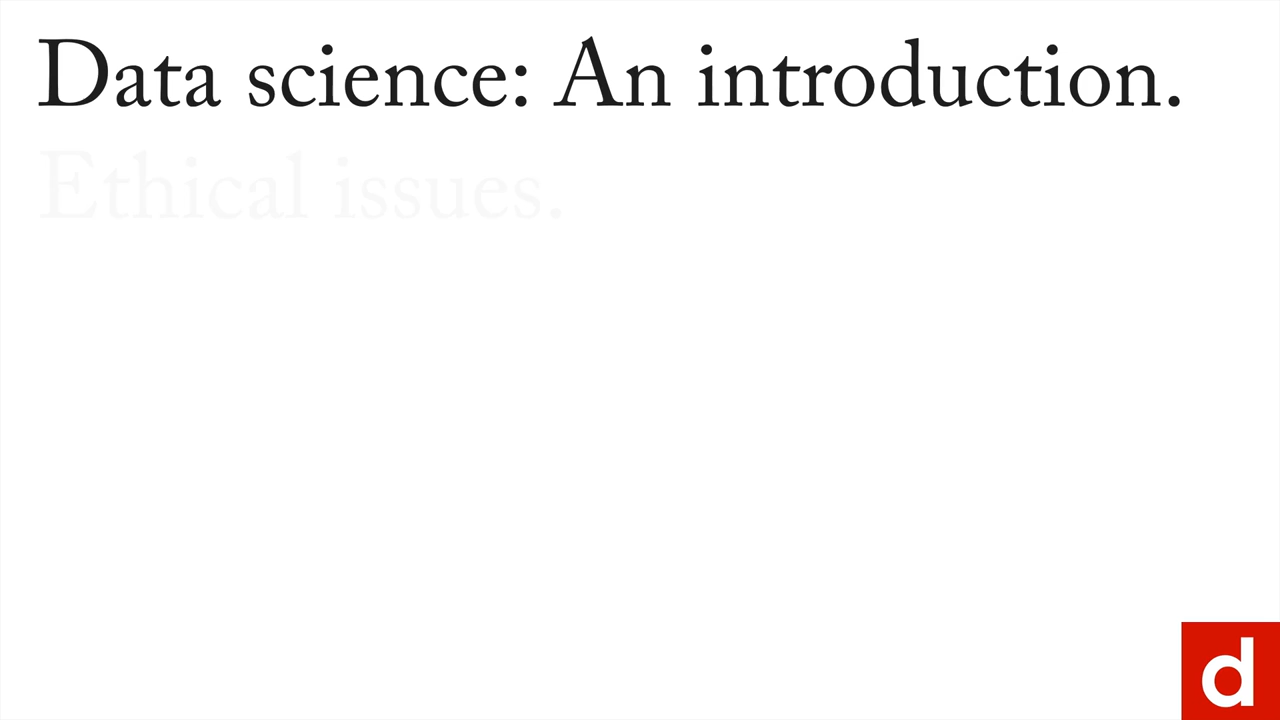 Data science: An introduction.
Ethical issues.
d